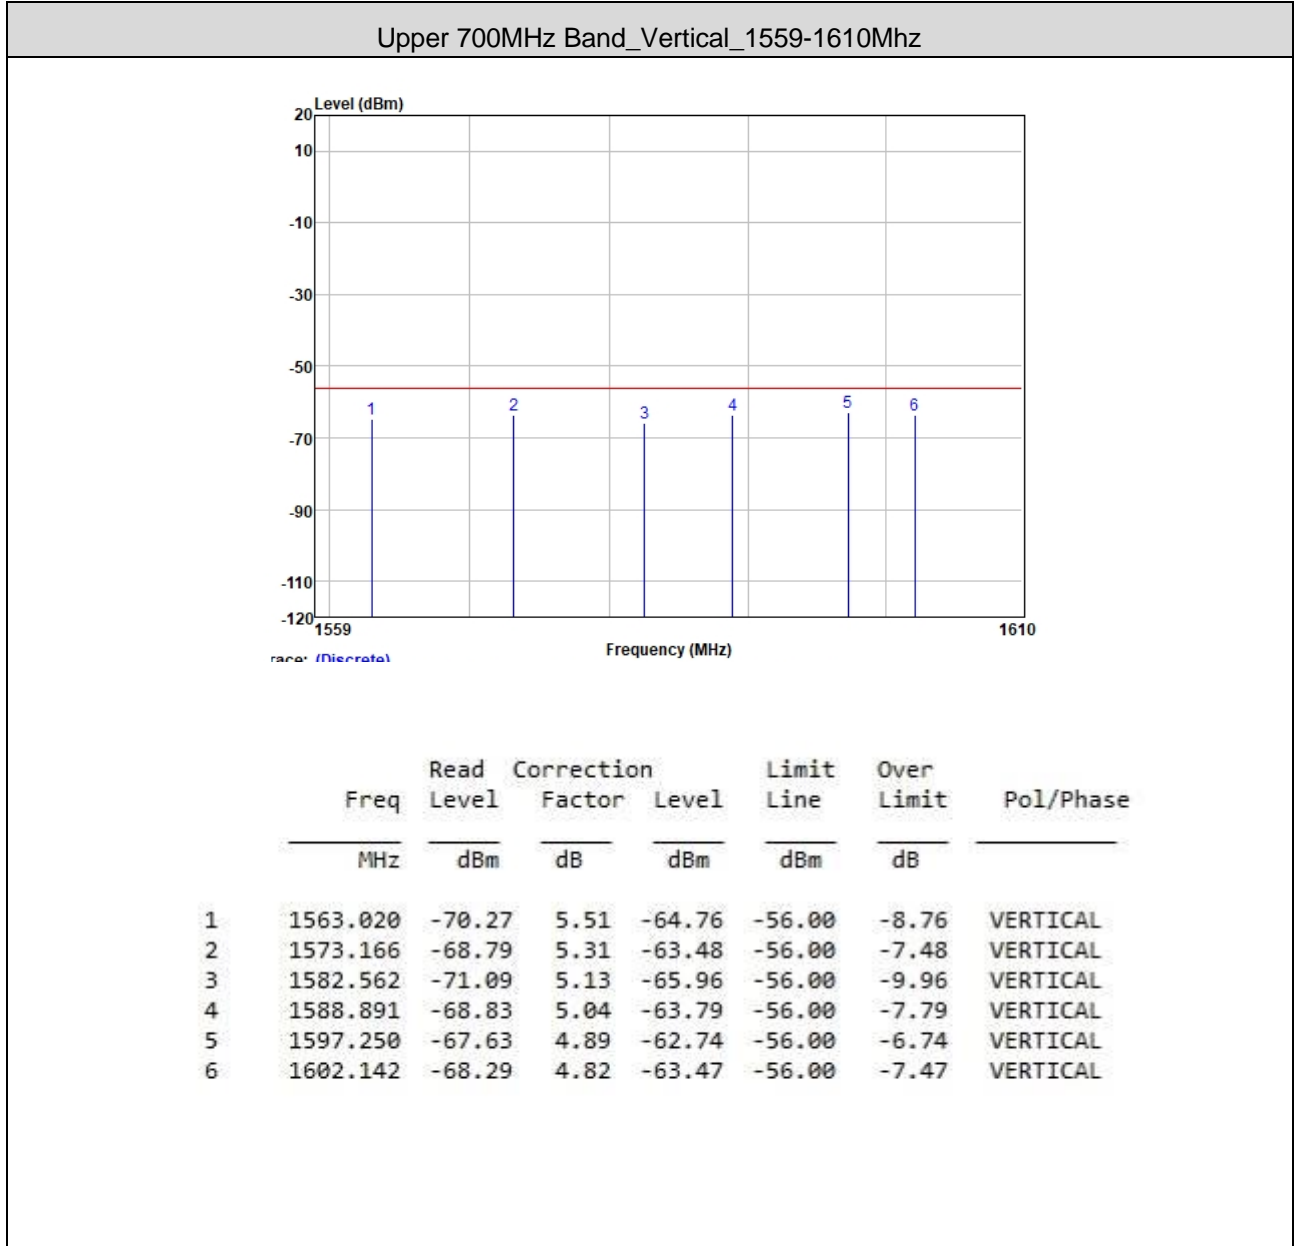 Upper 700MHz Band_Vertical_1559-1610Mhz
Level (dBm)
20
10
-10
-30
-50
1 2 3 4 5 6
-70
-90
-110
-120
1559 1610
Frequency (MHz)
race: (Discrete)
Read Correction Limit Over
Freq Level Factor Level Line Limit Pol/Phase
MHz dBm dB dBm dBm dB
1 1563.020 -70.27 5.51 -64.76 -56.00 -8.76 VERTICAL
2 1573.166 -68.79 5.31 -63.48 -56.00 -7.48 VERTICAL
3 1582.562 -71.09 5.13 -65.96 -56.00 -9.96 VERTICAL
4 1588.891 -68.83 5.04 -63.79 -56.00 -7.79 VERTICAL
5 1597.250 -67.63 4.89 -62.74 -56.00 -6.74 VERTICAL
6 1602.142 -68.29 4.82 -63.47 -56.00 -7.47 VERTICAL